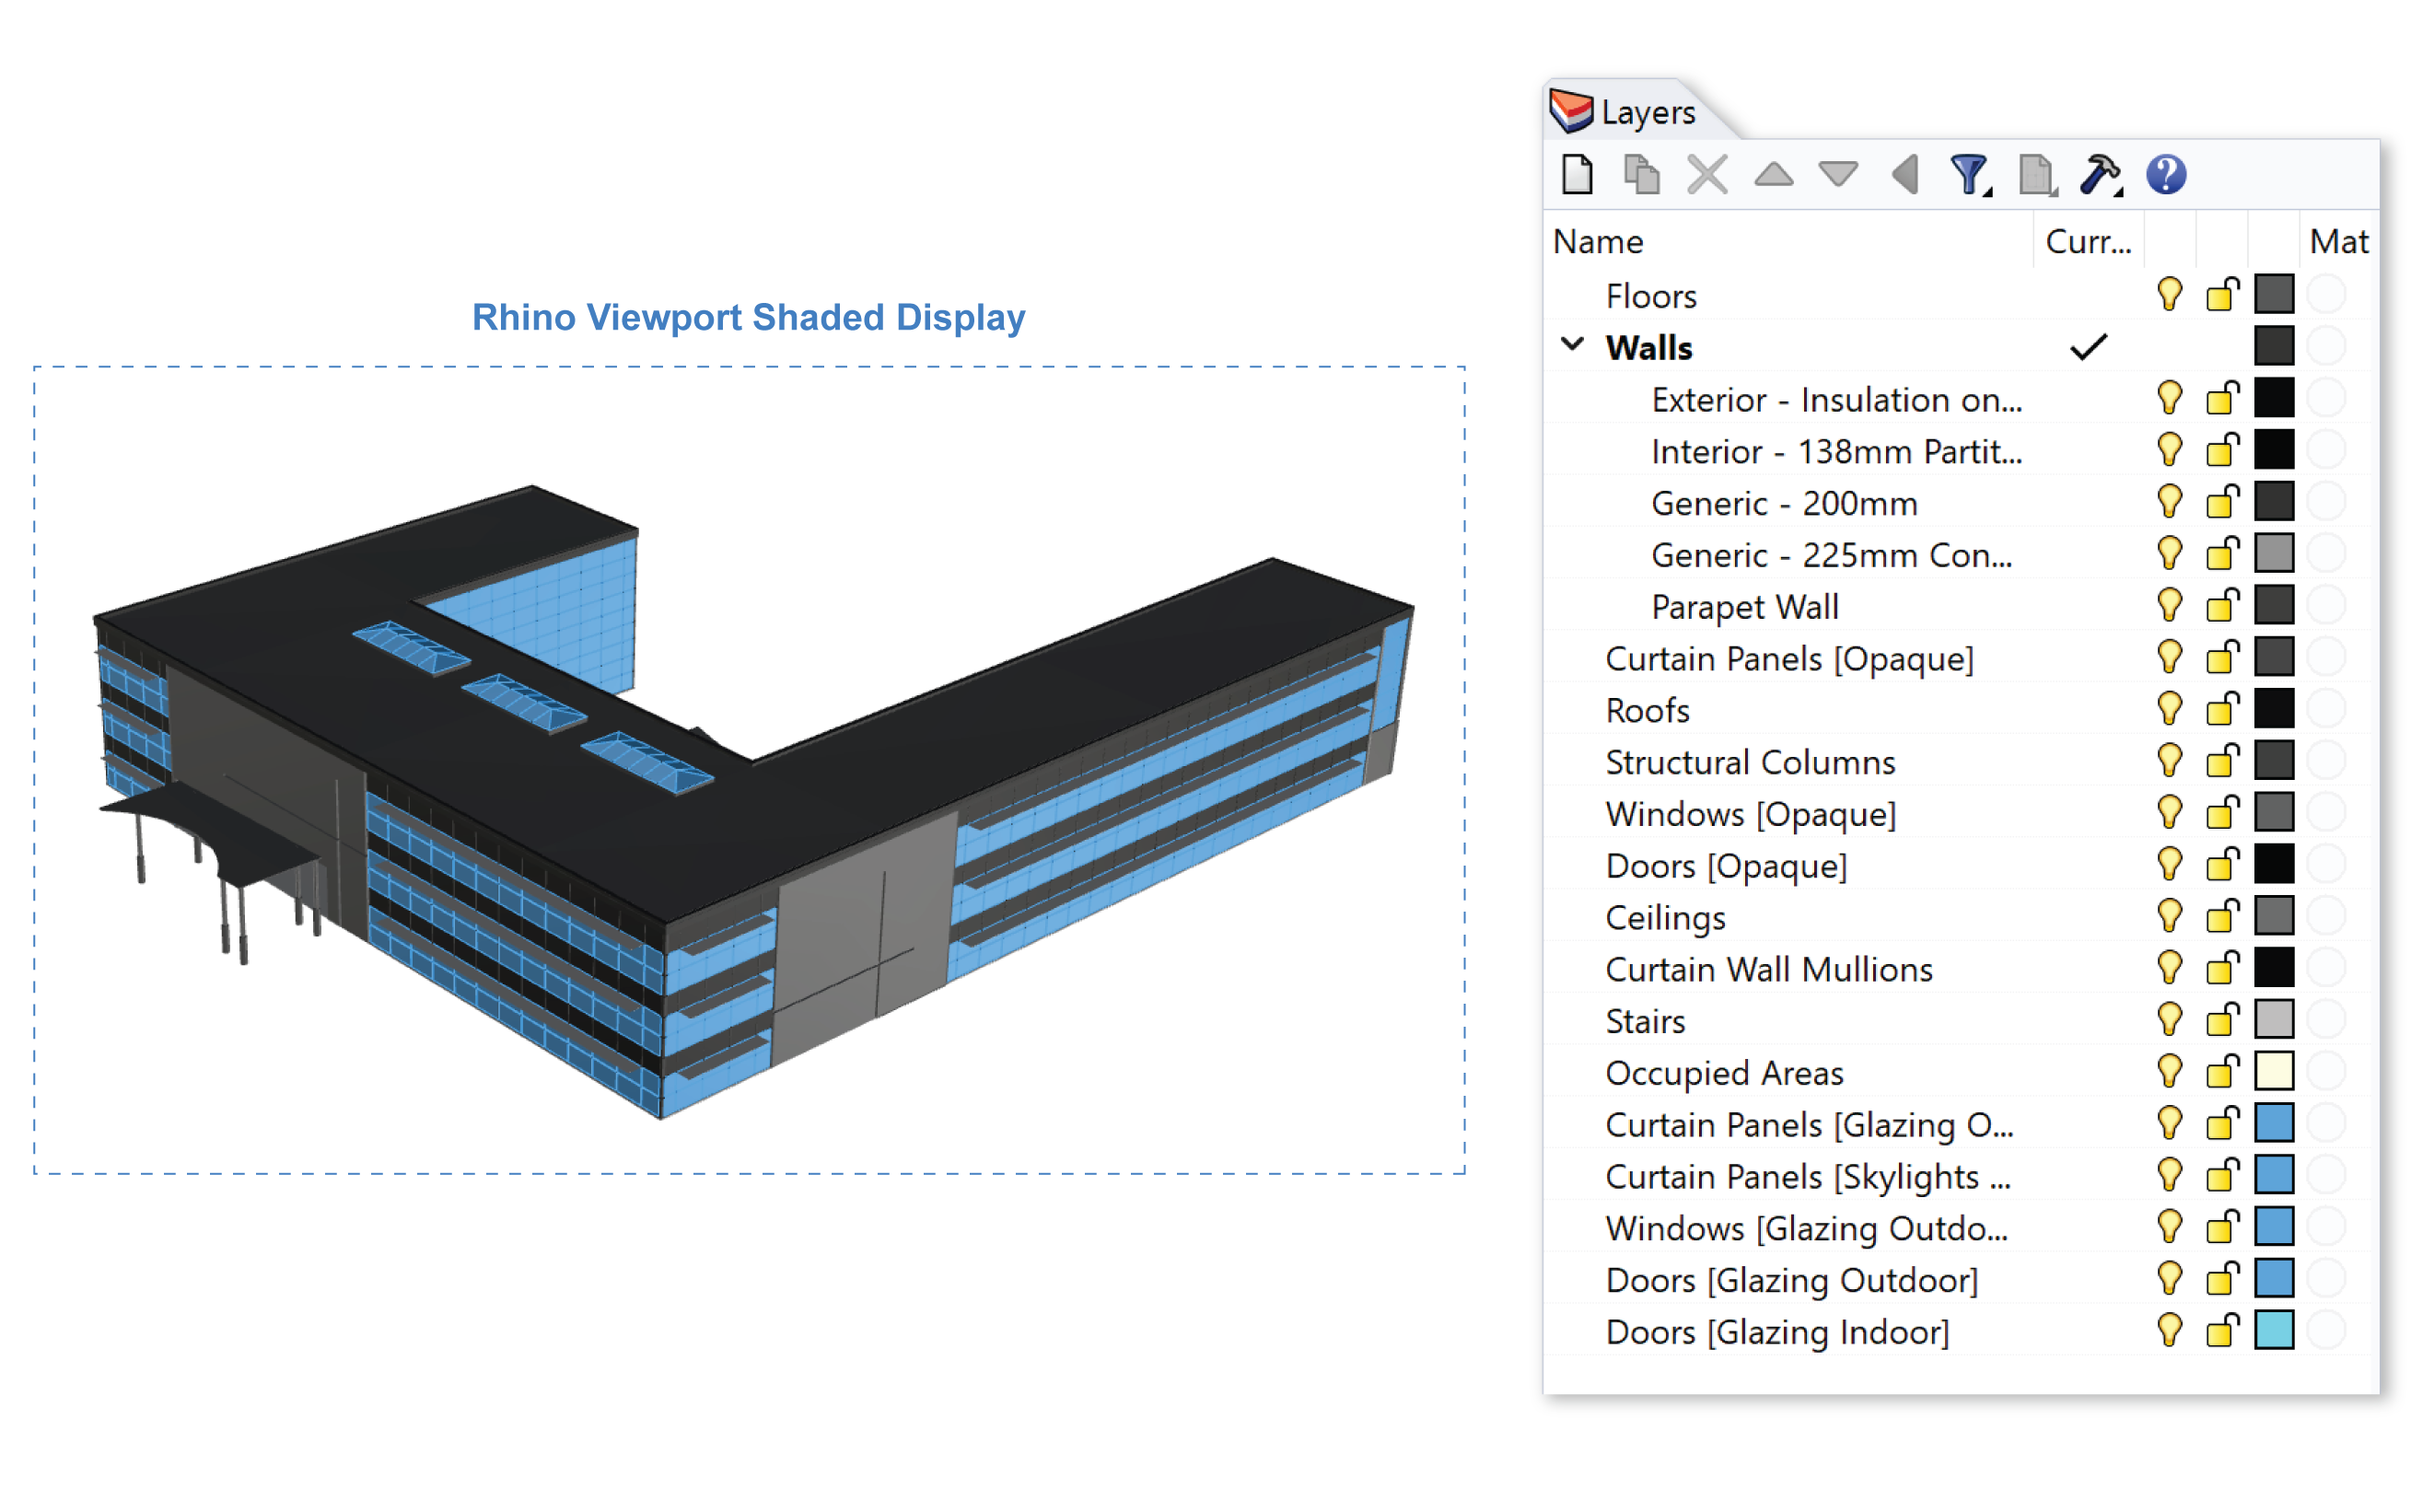 Rhino Viewport Shaded Display
Layers
?
Name Curr... Mat
Floors
Walls
Exterior - Insulation on...
Interior - 138mm Partit...
Generic - 200mm
Generic - 225mm Con...
Parapet Wall
Curtain Panels [Opaque]
Roofs
Structural Columns
Windows [Opaque]
Doors [Opaque]
Ceilings
Curtain Wall Mullions
Stairs
Occupied Areas
Curtain Panels [Glazing O...
Curtain Panels [Skylights ...
Windows [Glazing Outdo...
Doors [Glazing Outdoor]
Doors [Glazing Indoor]